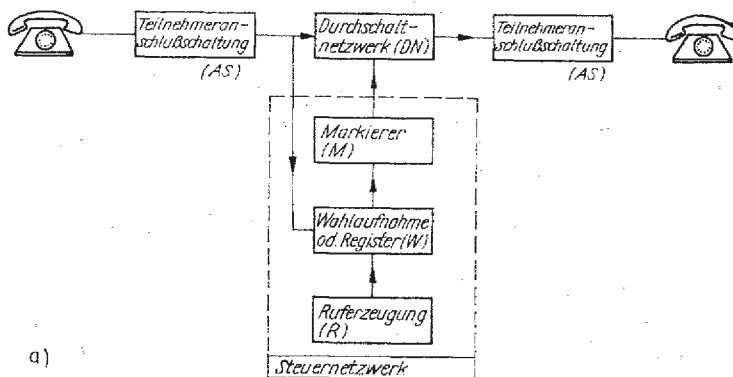 Teilnehmeran-
schlußschaltung
(AS)
Durchschalt-
netzwerk (DN)
Teilnehmeran-
schlußschaltung
(AS)
Markierer
(M)
Wahlaufnahme
od. Register (W)
Ruferzeugung
(R)
a)
Steuernetzwerk